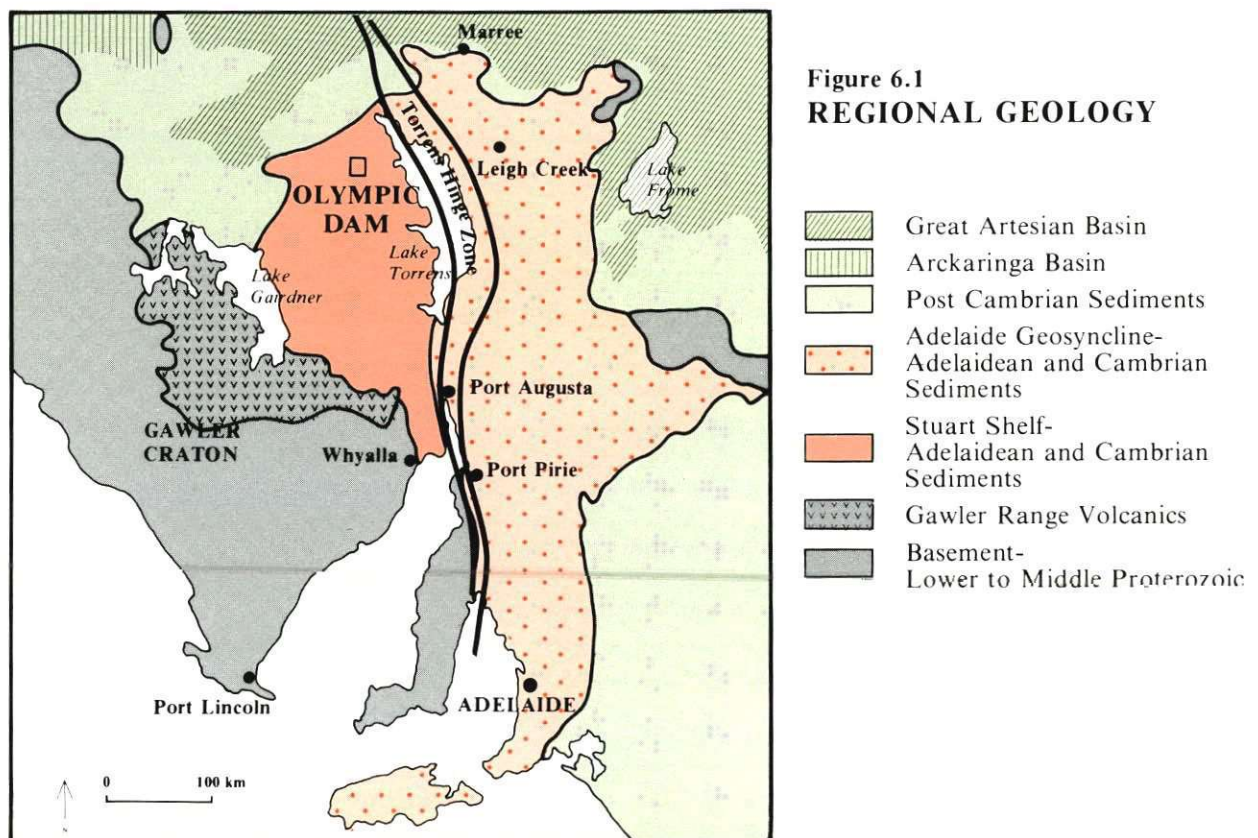 Figure 6.1
REGIONAL GEOLOGY
Marree
Torrens Hinge Zone
Leigh Creek
Lake
Frome
OLYMPIC
DAM
Lake
Torrens
Lake
Gairdner
Port Augusta
GAWLER
CRATON
Whyalla
Port Pirie
Port Lincoln
ADELAIDE
0 100 km
N
Great Artesian Basin
Arckaringa Basin
Post Cambrian Sediments
Adelaide Geosyncline-
Adelaidean and Cambrian
Sediments
Stuart Shelf-
Adelaidean and Cambrian
Sediments
Gawler Range Volcanics
Basement-
Lower to Middle Proterozoic